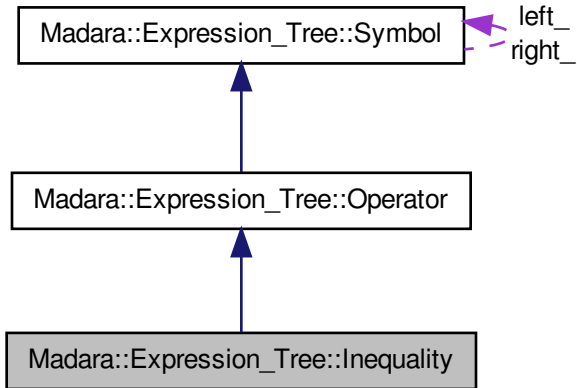 Madara::Expression_Tree::Symbol
left_
right_
Madara::Expression_Tree::Operator
Madara::Expression_Tree::Inequality